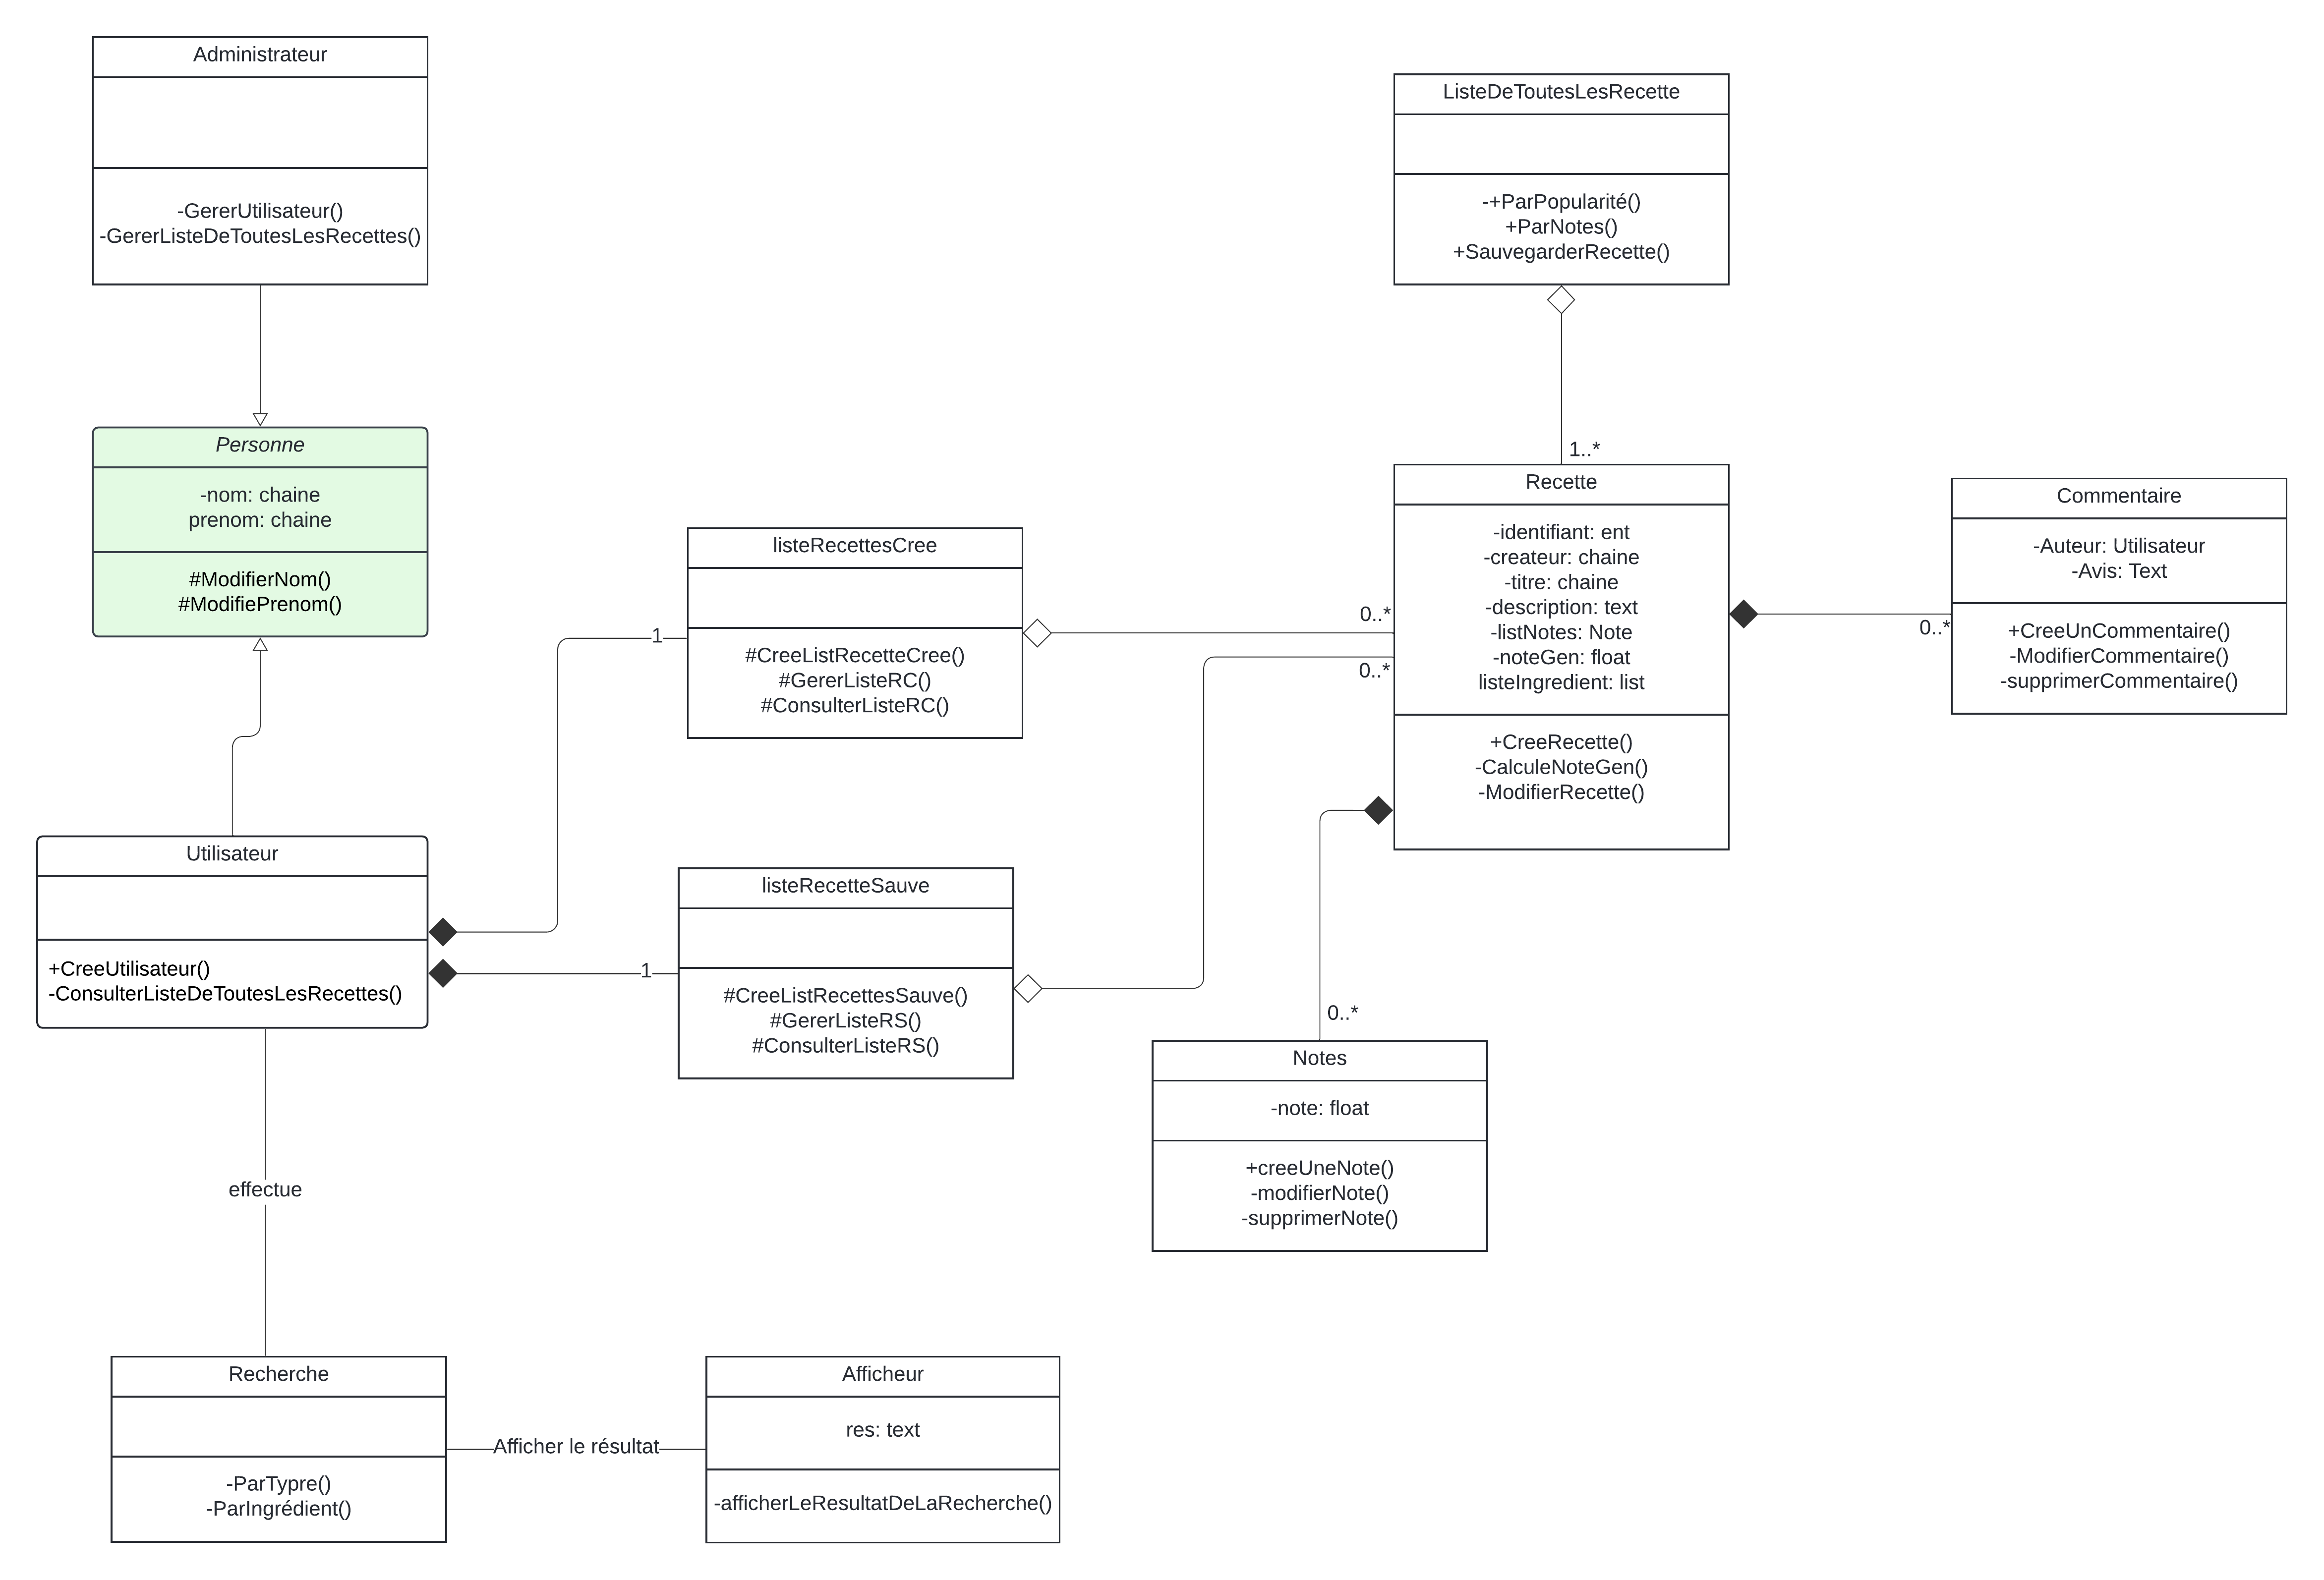 Administrateur
-GererUtilisateur()
-GererListeDeToutesLesRecettes()
ListeDeToutesLesRecette
-+ParPopularité()
+ParNotes()
+SauvegarderRecette()
1..*
Personne
-nom: chaine
prenom: chaine
#ModifierNom()
#ModifiePrenom()
listeRecettesCree
#CreeListRecetteCree()
#GererListeRC()
#ConsulterListeRC()
1
0..*
0..*
Recette
-identifiant: ent
-createur: chaine
-titre: chaine
-description: text
-listNotes: Note
-noteGen: float
listeIngredient: list
+CreeRecette()
-CalculeNoteGen()
-ModifierRecette()
0..*
Commentaire
-Auteur: Utilisateur
-Avis: Text
+CreeUnCommentaire()
-ModifierCommentaire()
-supprimerCommentaire()
Utilisateur
+CreeUtilisateur()
-ConsulterListeDeToutesLesRecettes()
1
listeRecetteSauve
#CreeListRecettesSauve()
#GererListeRS()
#ConsulterListeRS()
0..*
Notes
-note: float
+creeUneNote()
-modifierNote()
-supprimerNote()
effectue
Recherche
-ParTypre()
-ParIngrédient()
Afficher le résultat
Afficheur
res: text
-afficherLeResultatDeLaRecherche()